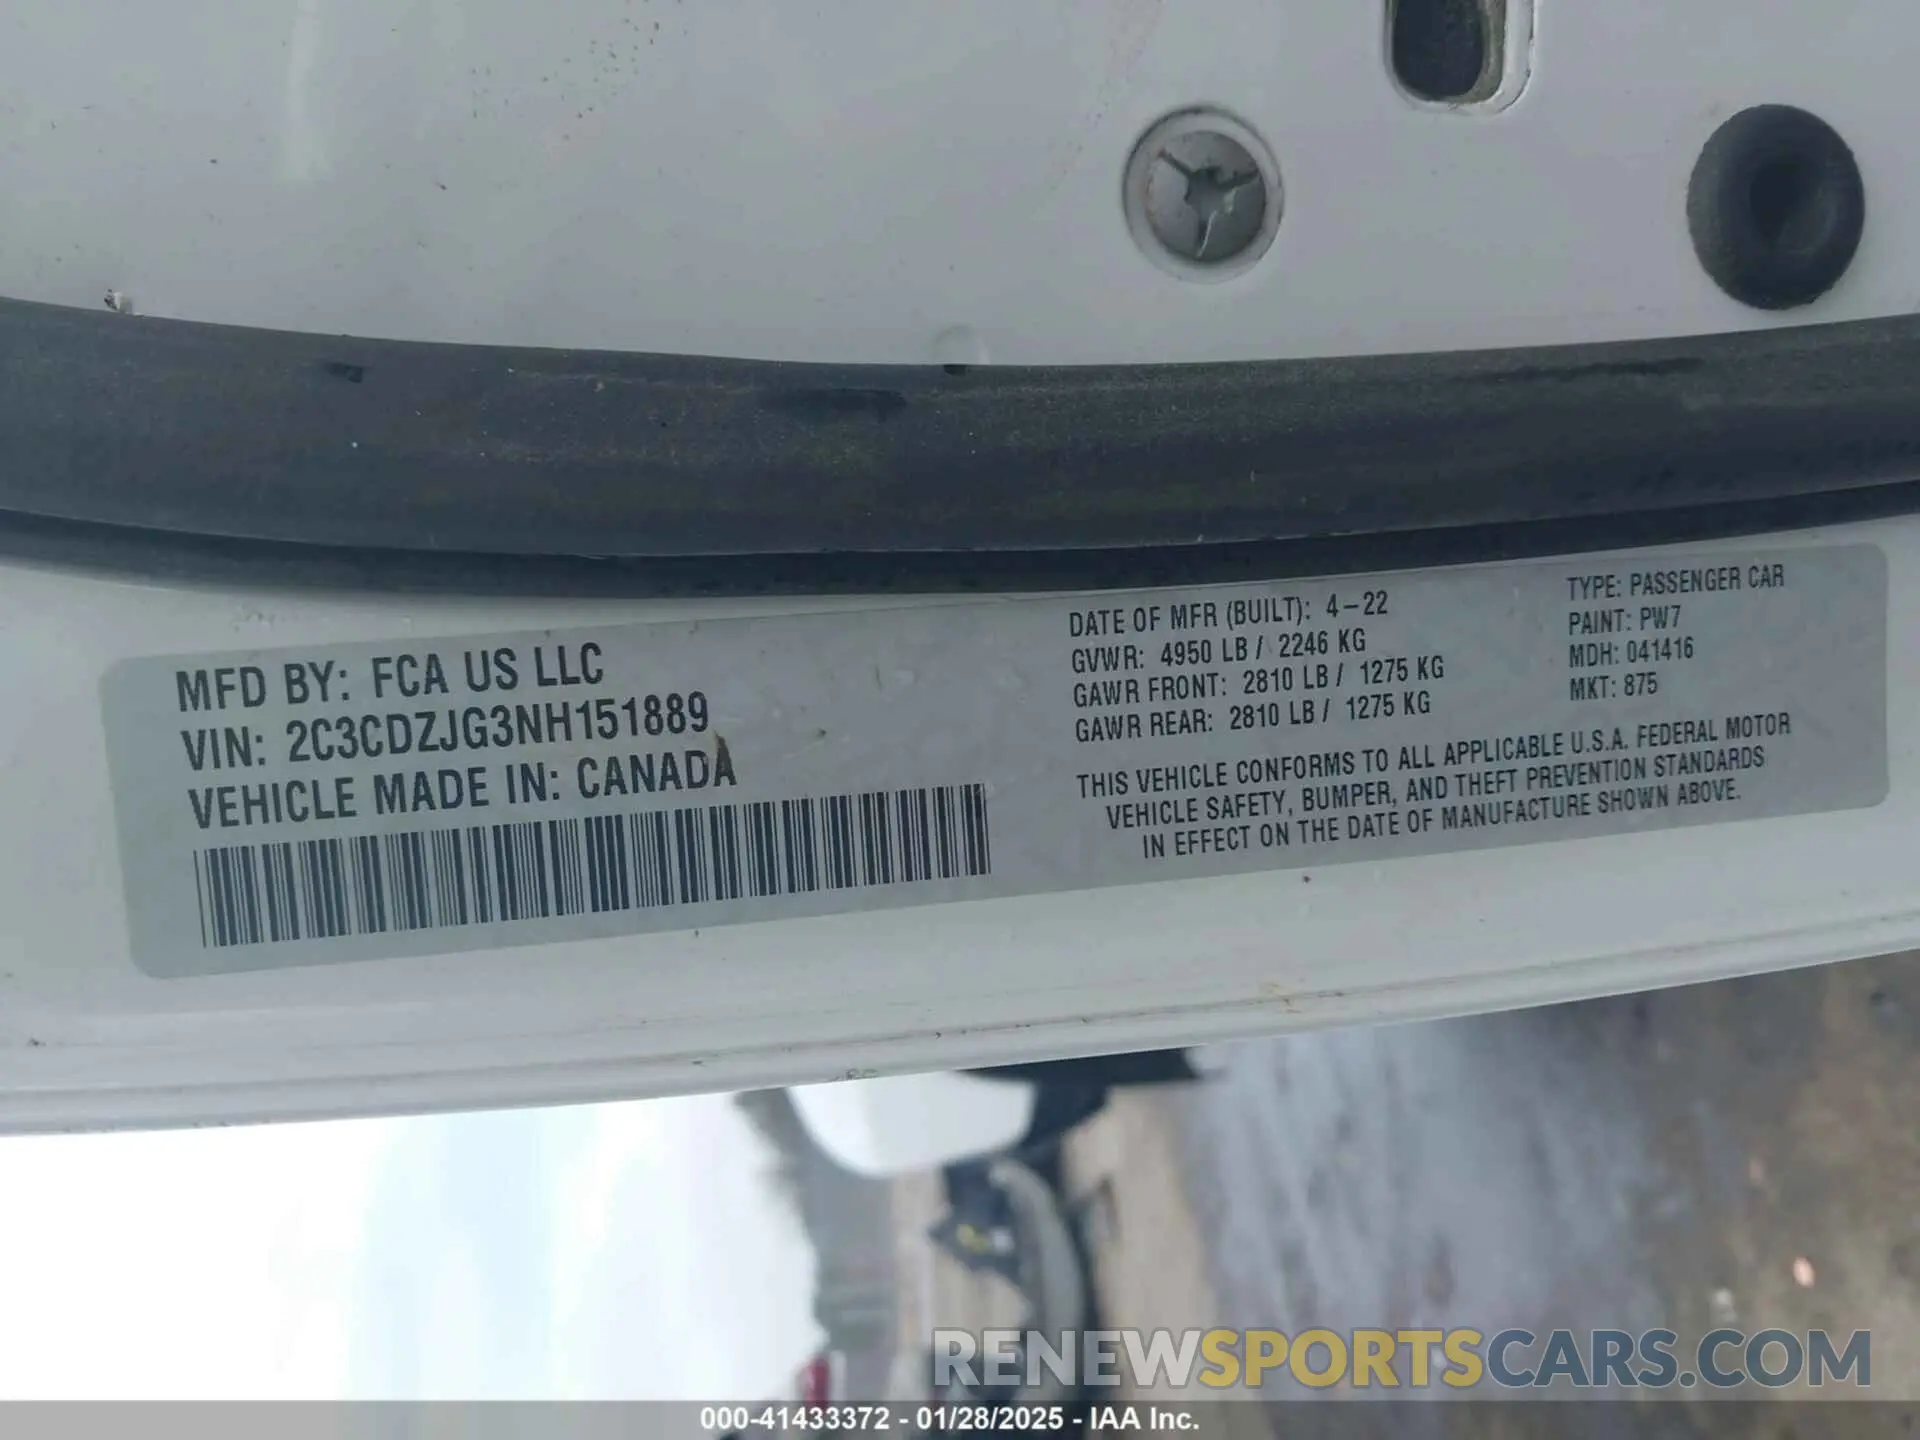 MFD BY: FCA US LLC
VIN: 2C3CDZJG3NH151889
VEHICLE MADE IN: CANADA
DATE OF MFR (BUILT): 4-22
GVWR: 4950 LB / 2246 KG
GAWR FRONT: 2810 LB / 1275 KG
GAWR REAR: 2810 LB / 1275 KG
TYPE: PASSENGER CAR
PAINT: PW7
MDH: 041416
MKT: 875
THIS VEHICLE CONFORMS TO ALL APPLICABLE U.S.A. FEDERAL MOTOR
VEHICLE SAFETY, BUMPER, AND THEFT PREVENTION STANDARDS
IN EFFECT ON THE DATE OF MANUFACTURE SHOWN ABOVE.
RENEWSPORTSCARS.COM
000-41433372 - 01/28/2025 - IAA Inc.